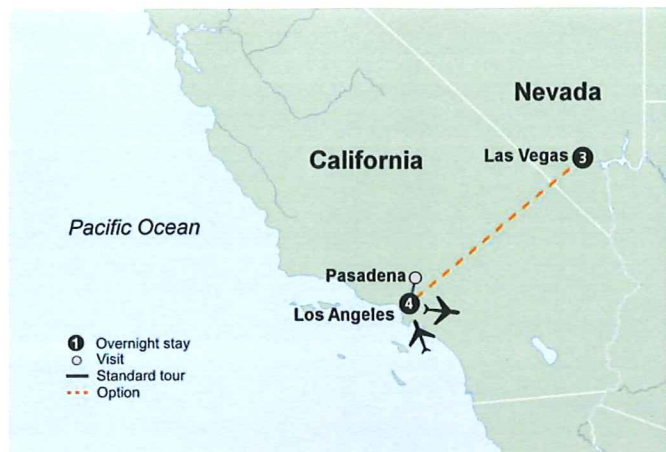 Nevada
Las Vegas 3
California
Pacific Ocean
Pasadena
Los Angeles 4
1 Overnight stay
Visit
Standard tour
Option